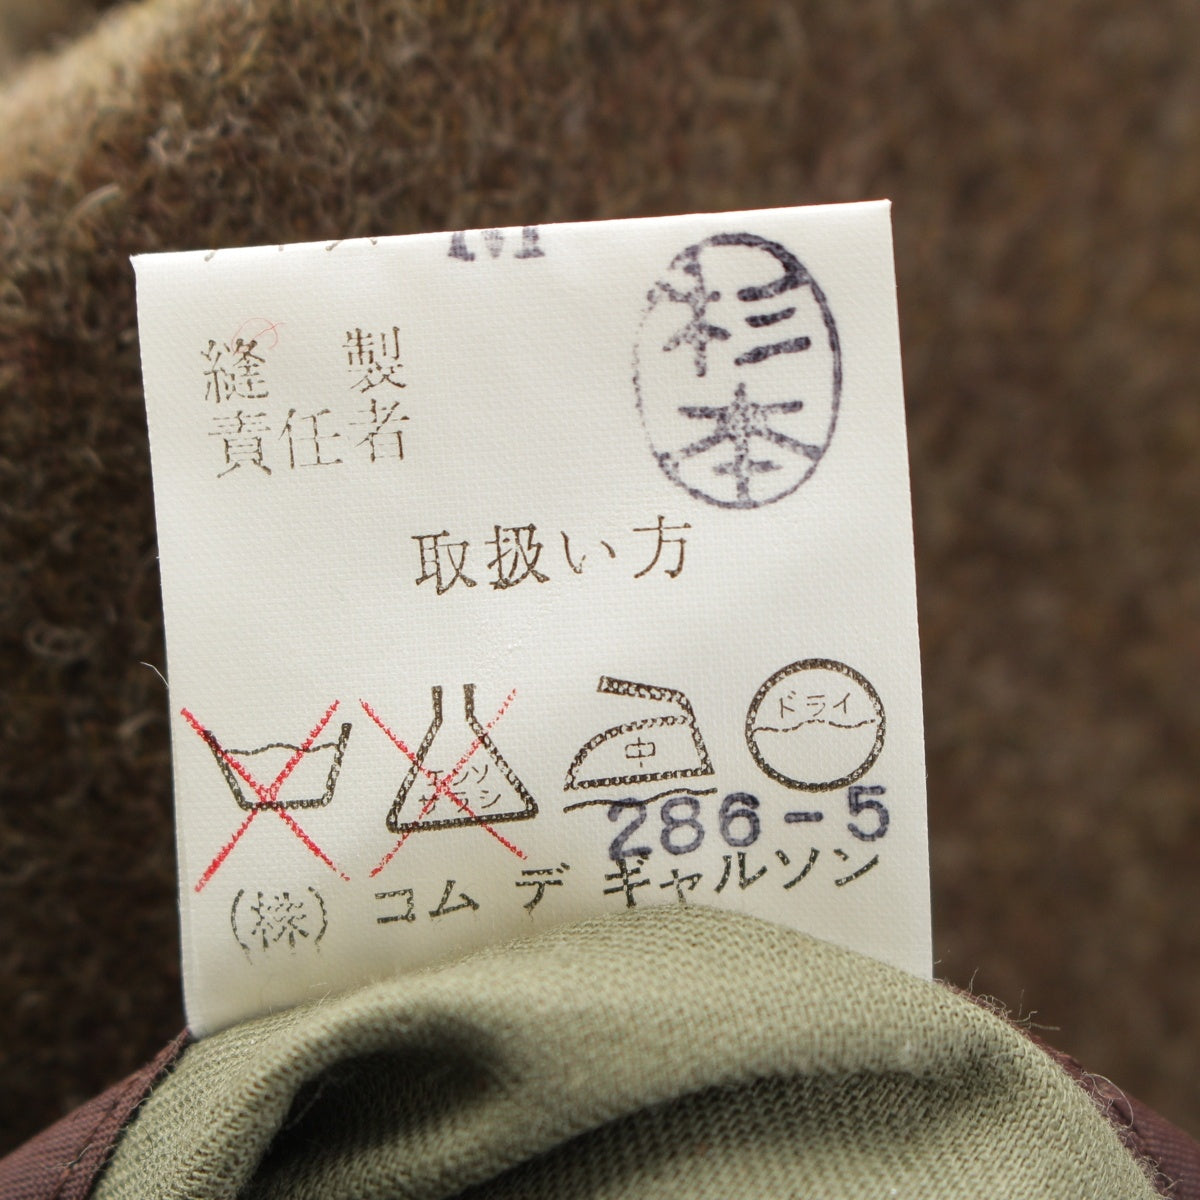 M
縫製
責任者
杉本
取扱い方
エンソ
サラシ
中
ドライ
286-5
(株) コム デ ギャルソン